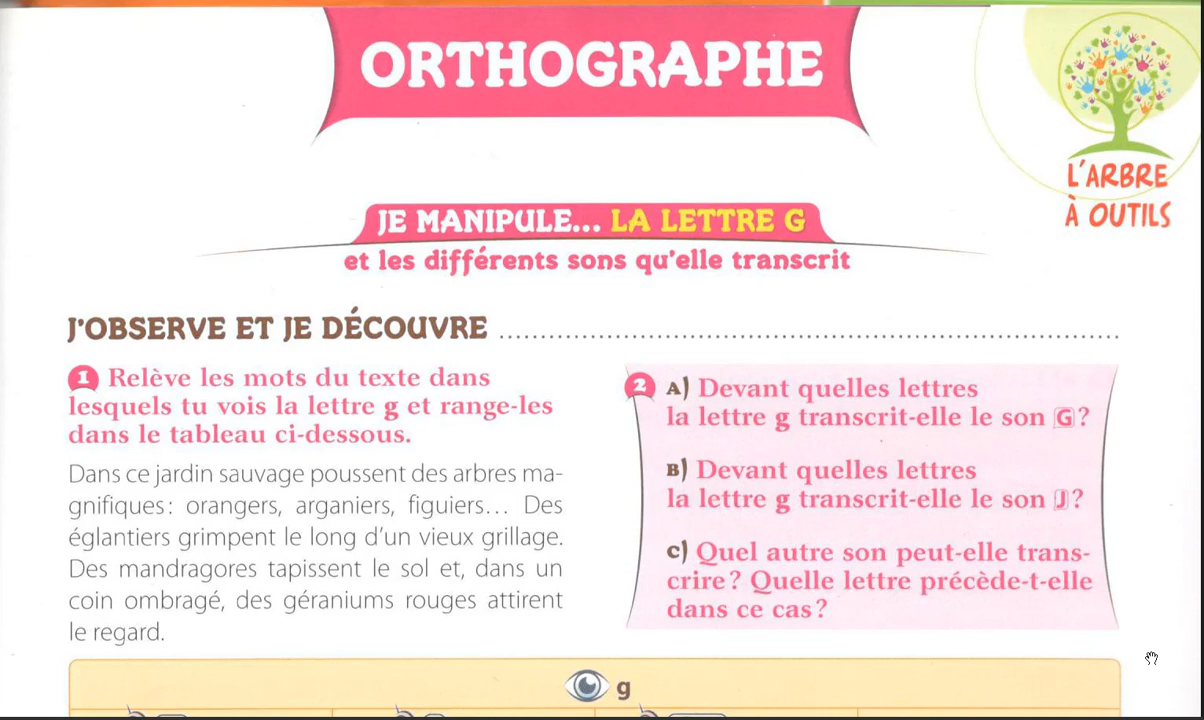 ORTHOGRAPHE
L'ARBRE
À OUTILS
JE MANIPULE... LA LETTRE G
et les différents sons qu'elle transcrit
J'OBSERVE ET JE DÉCOUVRE
1 Relève les mots du texte dans
lesquels tu vois la lettre g et range-les
dans le tableau ci-dessous.
Dans ce jardin sauvage poussent des arbres ma-
gnifiques : orangers, arganiers, figuiers… Des
églantiers grimpent le long d'un vieux grillage.
Des mandragores tapissent le sol et, dans un
coin ombragé, des géraniums rouges attirent
le regard.
2 A) Devant quelles lettres
la lettre g transcrit-elle le son G ?
B) Devant quelles lettres
la lettre g transcrit-elle le son J ?
C) Quel autre son peut-elle trans-
crire ? Quelle lettre précède-t-elle
dans ce cas ?
g